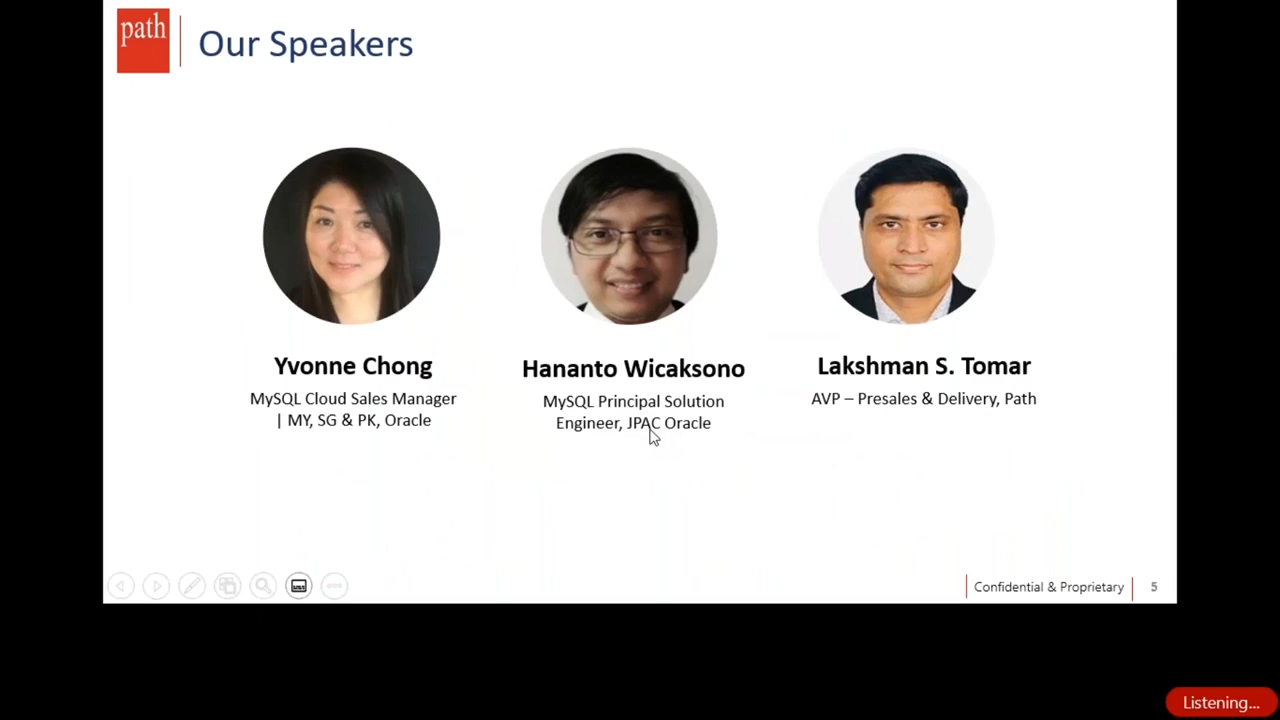 path
Our Speakers
Yvonne Chong
MySQL Cloud Sales Manager
| MY, SG & PK, Oracle
Hananto Wicaksono
MySQL Principal Solution
Engineer, JPAC Oracle
Lakshman S. Tomar
AVP – Presales & Delivery, Path
Confidential & Proprietary
5
Listening...